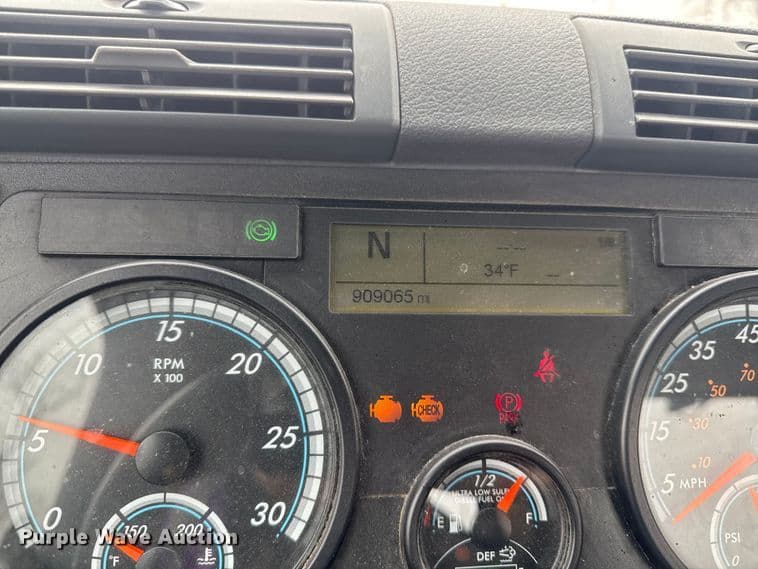 N
-- --
34°F --
909065 mi
15
10
20
RPM
X 100
5
25
0
30
150
200
°F
CHECK
P
PARK
1/2
ULTRA LOW SULFUR
DIESEL FUEL ONLY
E
F
DEF
45
35
25
15
5 MPH
70
50
30
10
PSI
0
Purple Wave Auction